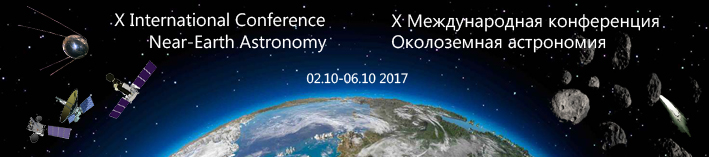 X International Conference
Near-Earth Astronomy
X Международная конференция
Околоземная астрономия
02.10-06.10 2017